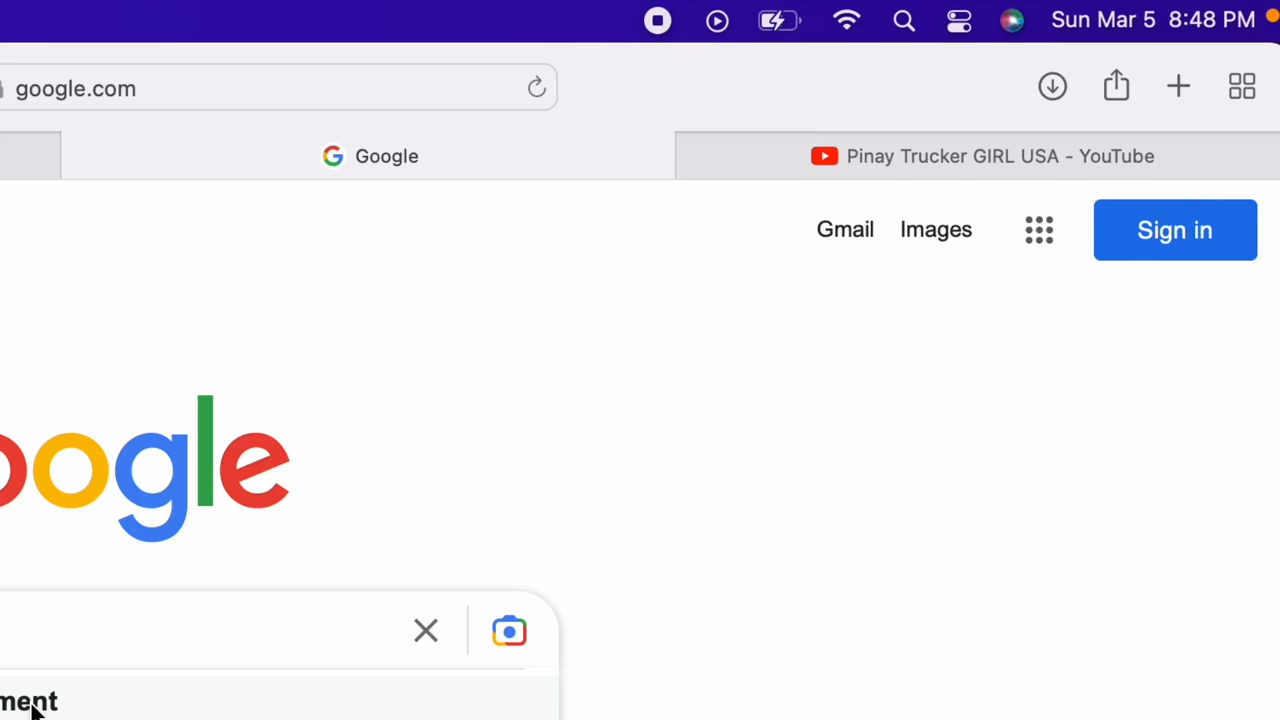 Sun Mar 5 8:48 PM
google.com
Google
Pinay Trucker GIRL USA - YouTube
Gmail Images
Sign in
oogle
ment